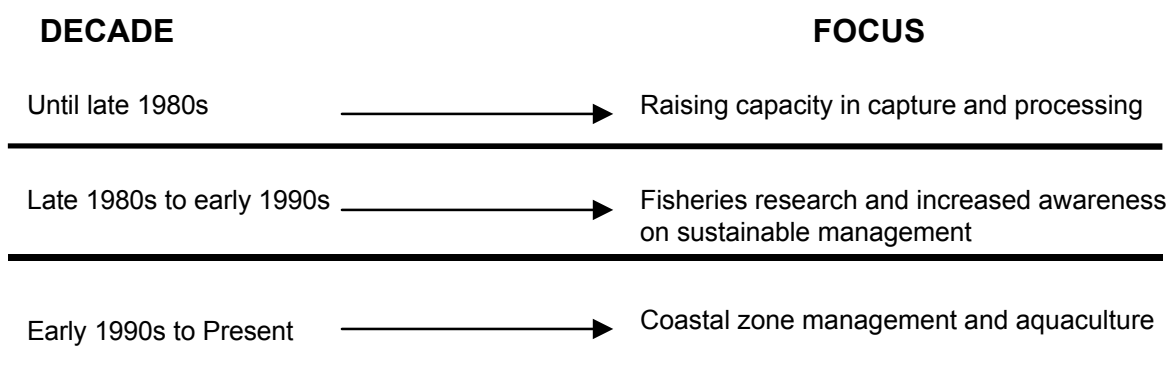 DECADE FOCUS
Until late 1980s Raising capacity in capture and processing
Late 1980s to early 1990s Fisheries research and increased awareness
on sustainable management
Early 1990s to Present Coastal zone management and aquaculture